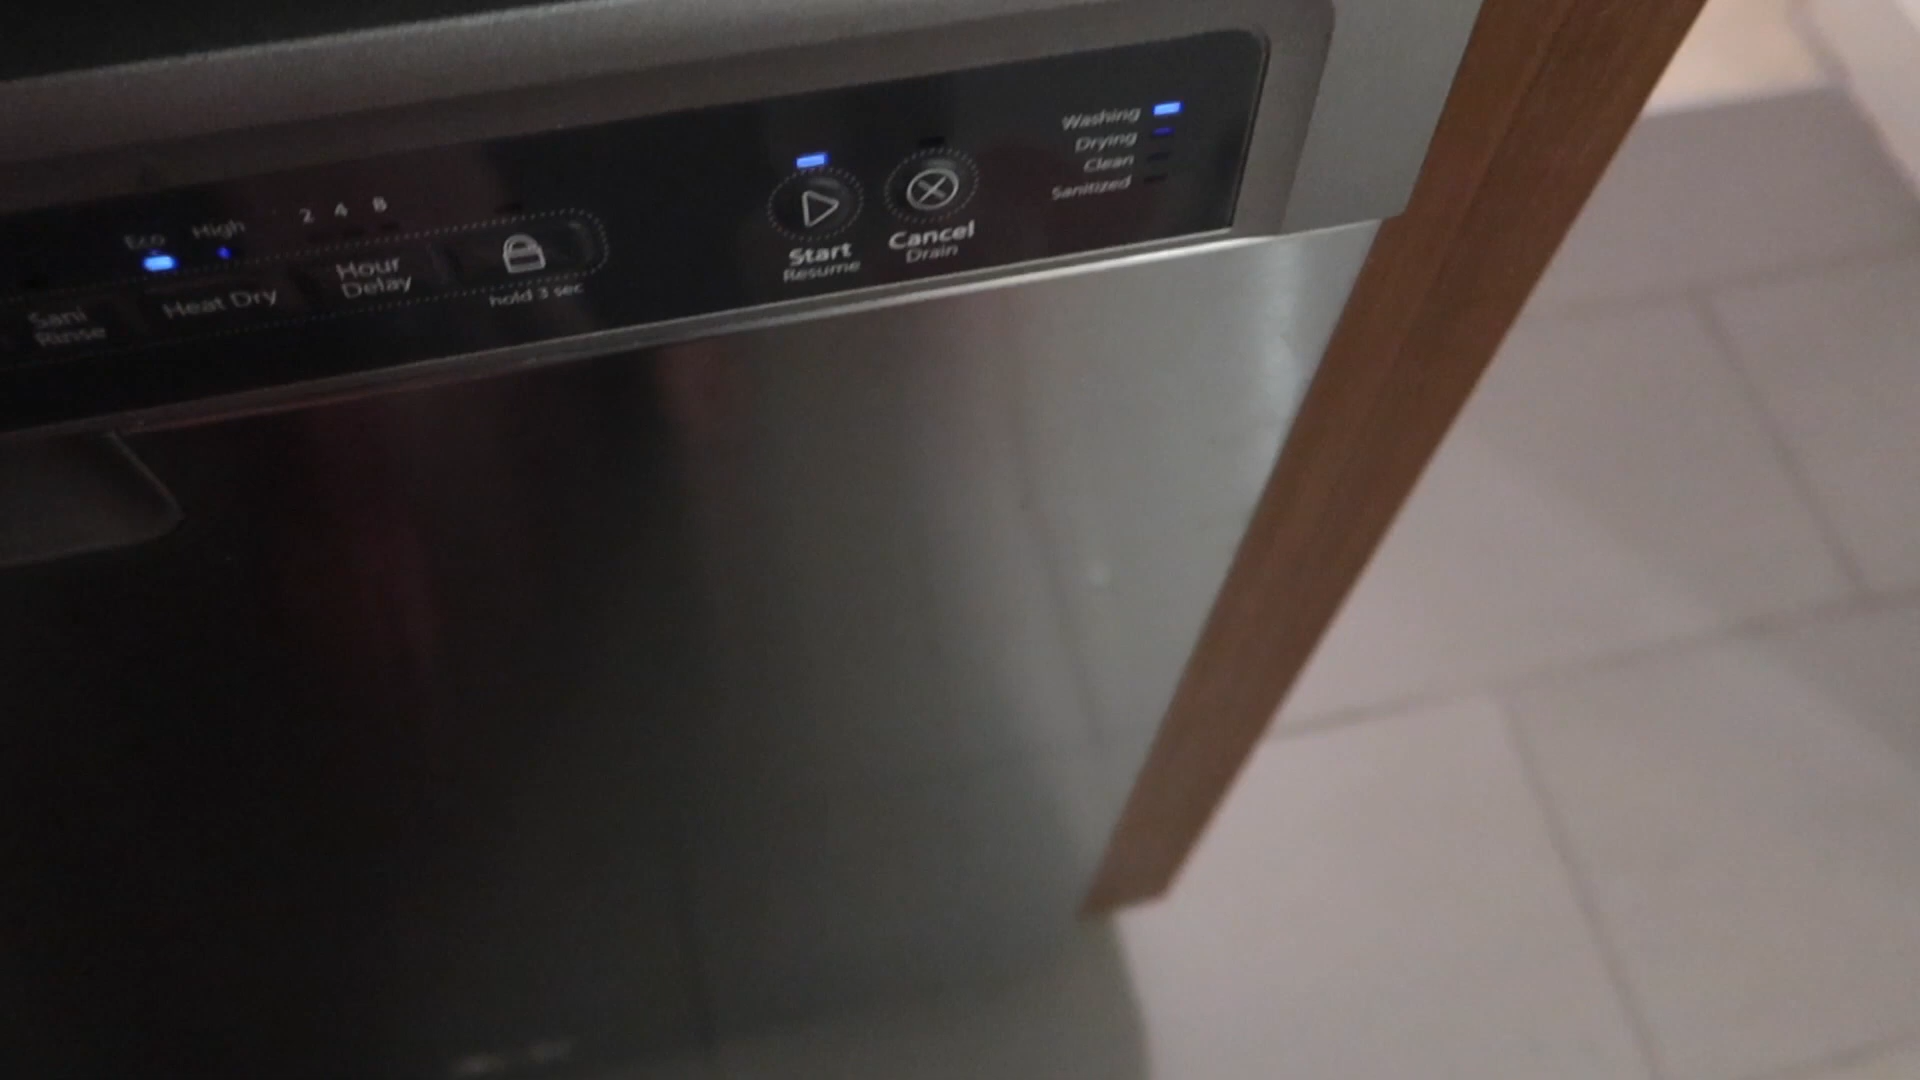 Eco High 2 4 8
Sani
Rinse
Heat Dry
Hour
Delay
hold 3 sec
Start
Resume
Cancel
Drain
Washing
Drying
Clean
Sanitized